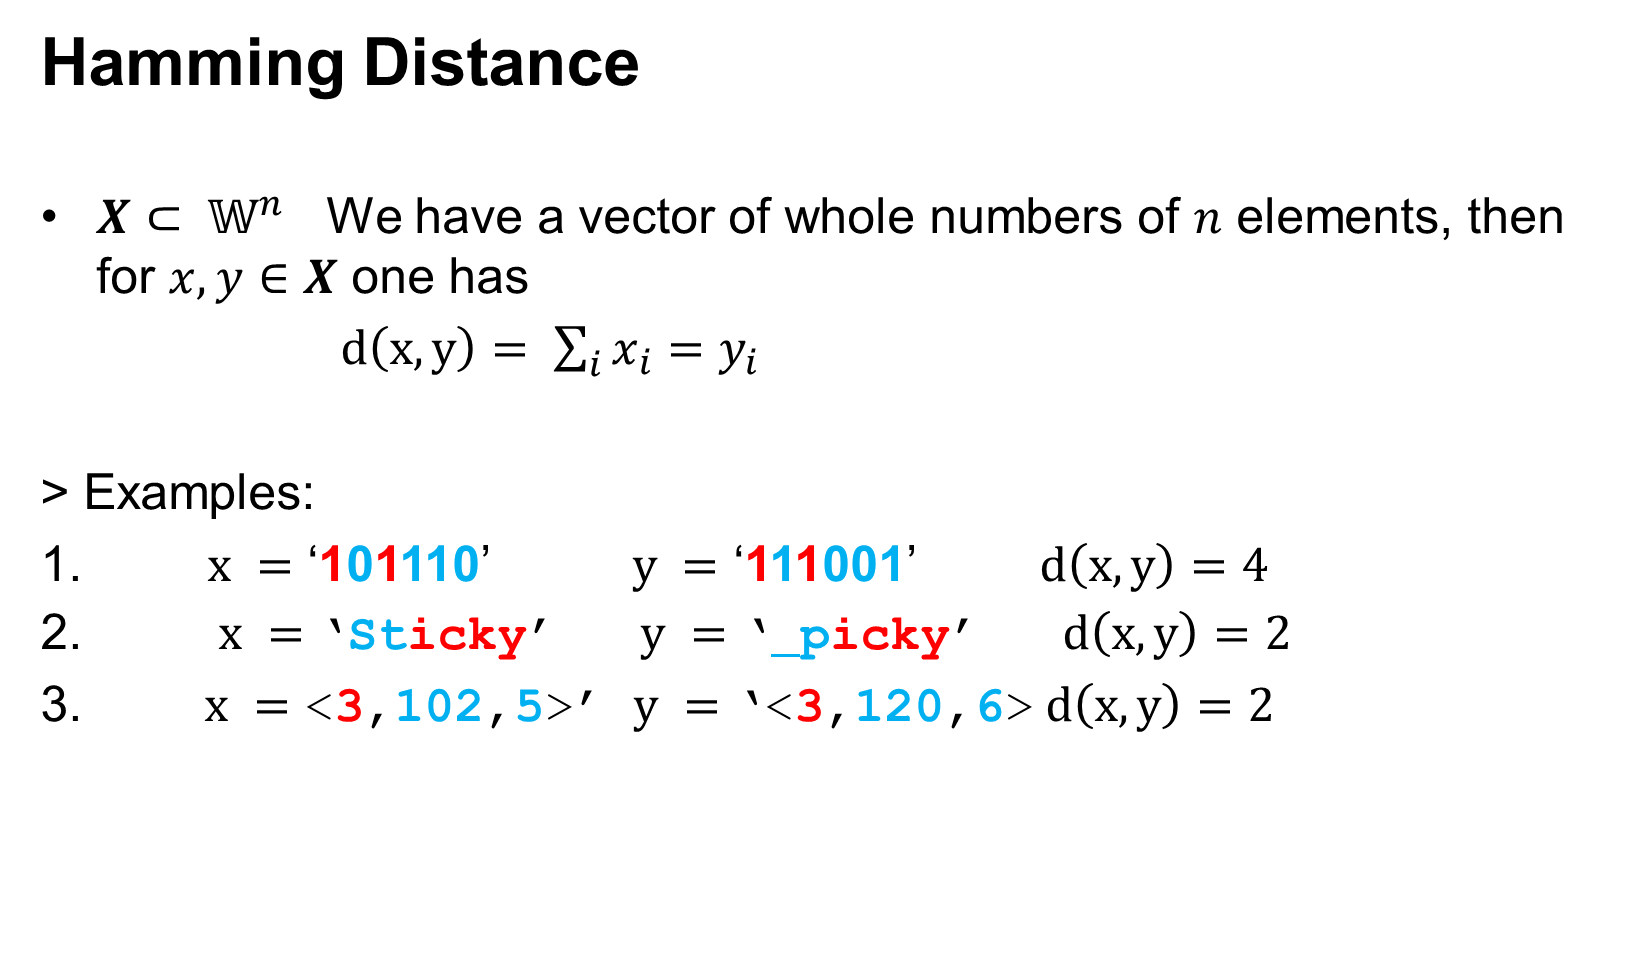 Hamming Distance
• 𝑿 ⊂ 𝕎ⁿ We have a vector of whole numbers of 𝑛 elements, then
for 𝑥, 𝑦 ∈ 𝑿 one has
d(x, y) = ∑ᵢ 𝑥ᵢ = 𝑦ᵢ
> Examples:
1. x = ‘101110’ y = ‘111001’ d(x, y) = 4
2. x = ‘Sticky’ y = ‘_picky’ d(x, y) = 2
3. x = <3,102,5>’ y = ‘<3,120,6> d(x, y) = 2